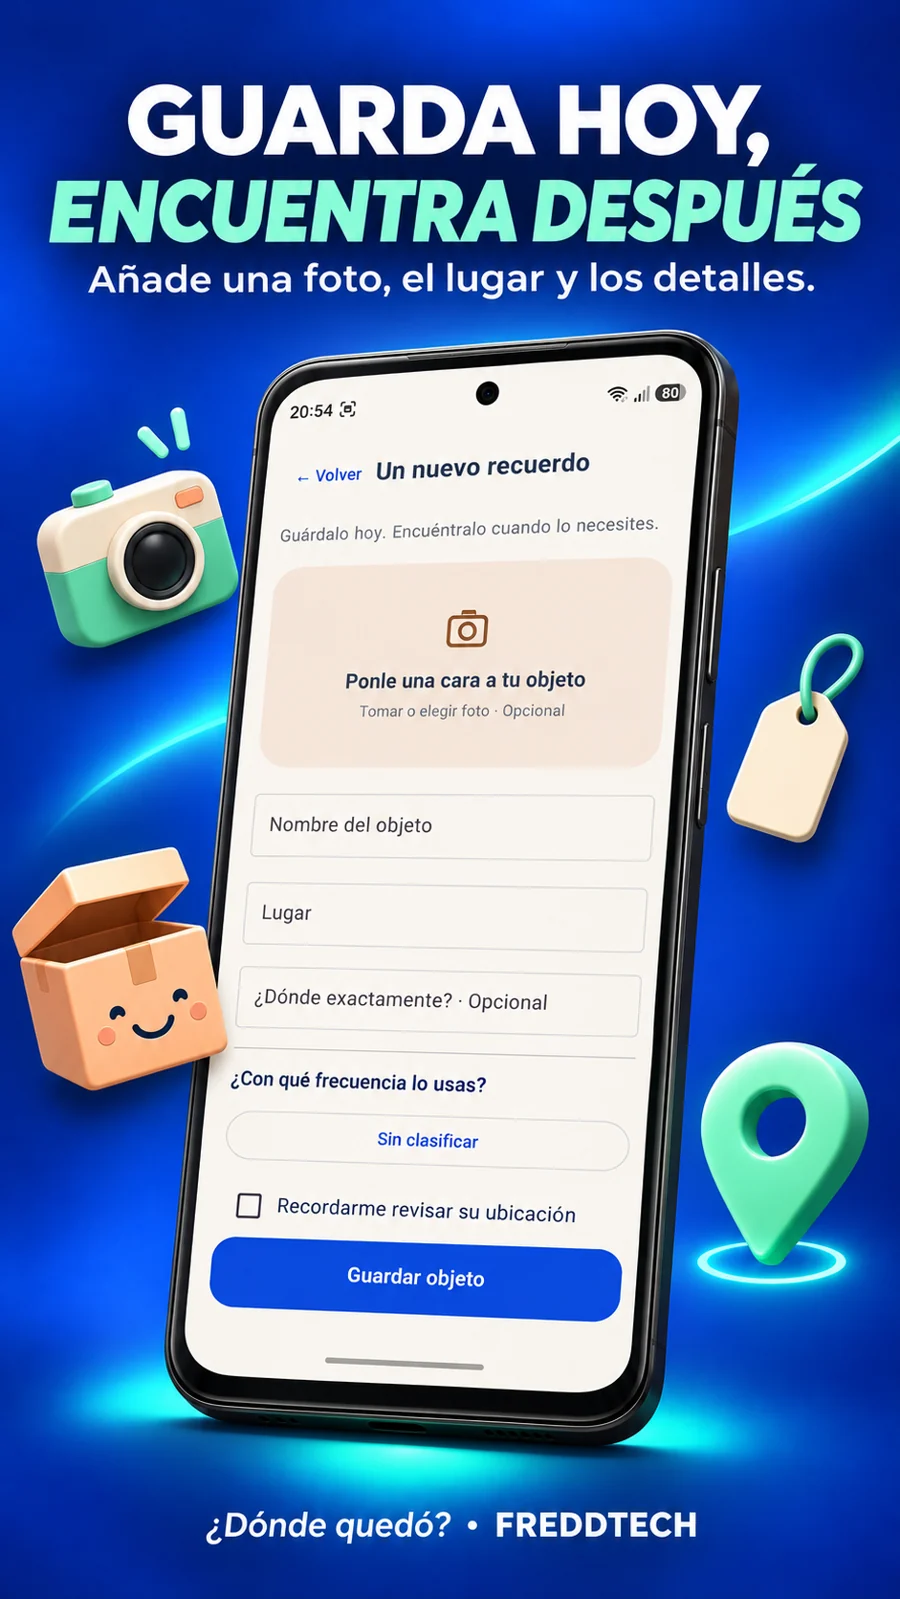 GUARDA HOY,
ENCUENTRA DESPUÉS
Añade una foto, el lugar y los detalles.
20:54
80
← Volver Un nuevo recuerdo
Guárdalo hoy. Encuéntralo cuando lo necesites.
Ponle una cara a tu objeto
Tomar o elegir foto · Opcional
Nombre del objeto
Lugar
¿Dónde exactamente? · Opcional
¿Con qué frecuencia lo usas?
Sin clasificar
Recordarme revisar su ubicación
Guardar objeto
¿Dónde quedó? • FREDDTECH